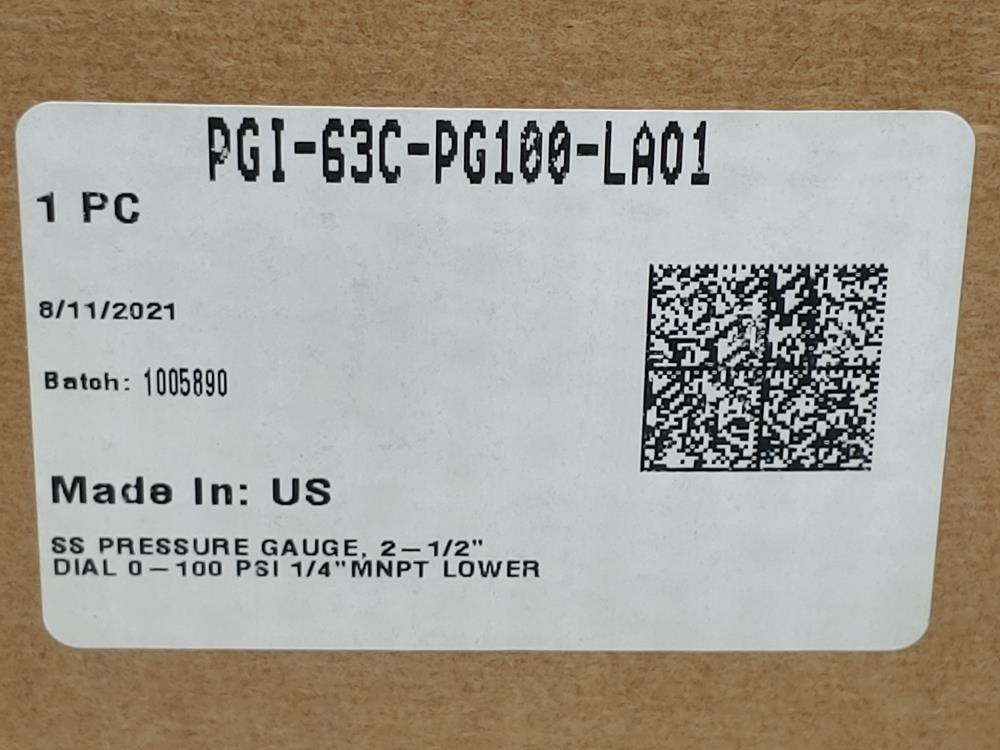 PGI-63C-PG100-LAO1
1 PC
8/11/2021
Batch: 1005890
Made In: US
SS PRESSURE GAUGE, 2-1/2"
DIAL 0-100 PSI 1/4"MNPT LOWER